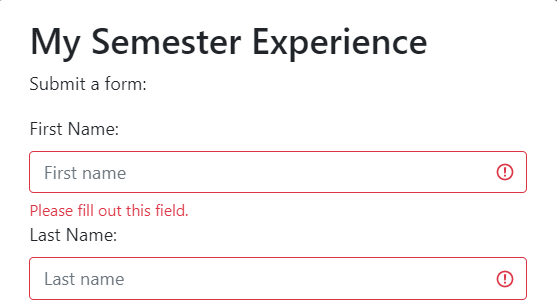 My Semester Experience
Submit a form:
First Name:
First name
Please fill out this field.
Last Name:
Last name